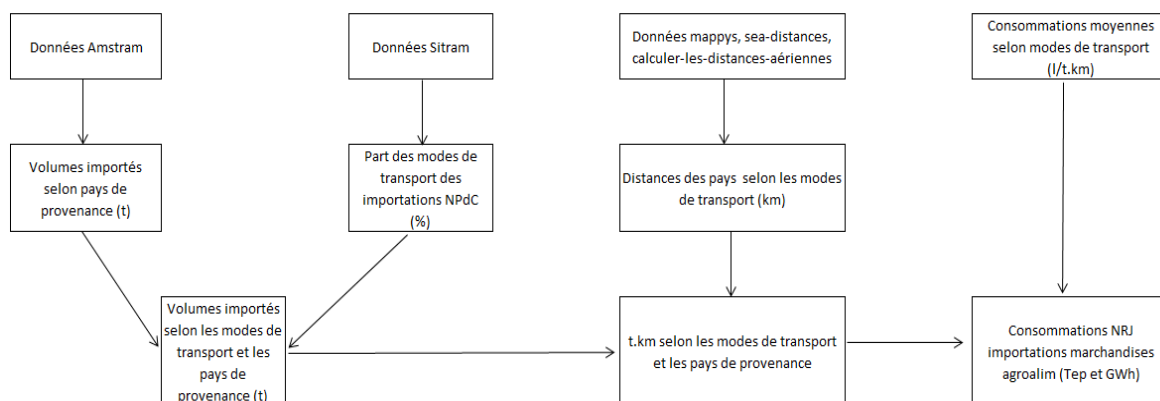 Données Amstram
Données Sitram
Données mappys, sea-distances,
calculer-les-distances-aériennes
Consommations moyennes
selon modes de transport
(l/t.km)
Volumes importés
selon pays de
provenance (t)
Part des modes de
transport des
importations NPdC
(%)
Distances des pays selon les modes
de transport (km)
Volumes importés
selon les modes de
transport et les
pays de
provenance (t)
t.km selon les modes de transport
et les pays de provenance
Consommations NRJ
importations marchandises
agroalim (Tep et GWh)